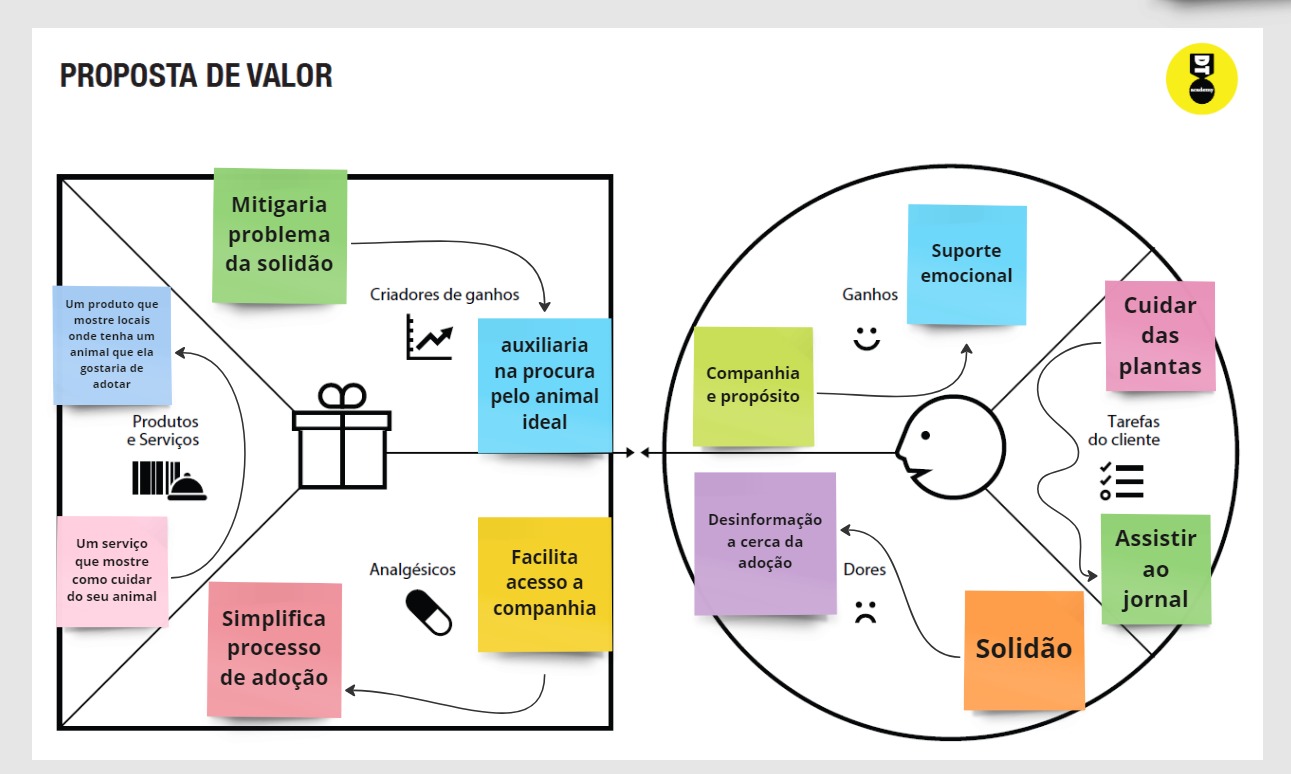 PROPOSTA DE VALOR
DT
academy
Mitigaria
problema
da solidão
Criadores de ganhos
auxiliaria
na procura
pelo animal
ideal
Um produto que
mostre locais
onde tenha um
animal que ela
gostaria de
adotar
Produtos
e Serviços
Um serviço
que mostre
como cuidar
do seu animal
Analgésicos
Facilita
acesso a
companhia
Simplifica
processo
de adoção
Suporte
emocional
Ganhos
Companhia
e propósito
Cuidar
das
plantas
Tarefas
do cliente
Assistir
ao
jornal
Desinformação
a cerca da
adoção
Dores
Solidão